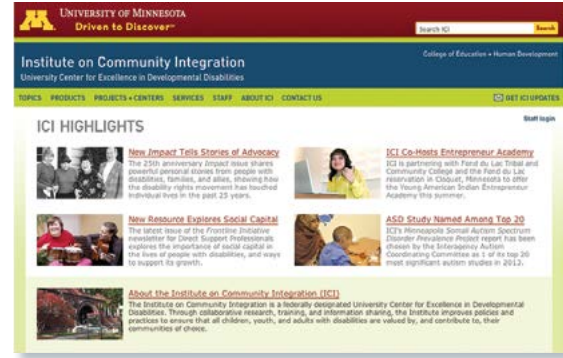 UNIVERSITY OF MINNESOTA
Driven to Discover℠
Search ICI
Search
Institute on Community Integration
University Center for Excellence in Developmental Disabilities
College of Education + Human Development
TOPICS PRODUCTS PROJECTS + CENTERS SERVICES STAFF ABOUT ICI CONTACT US
GET ICI UPDATES
Staff login
ICI HIGHLIGHTS
New Impact Tells Stories of Advocacy
The 25th anniversary Impact issue shares
powerful personal stories from people with
disabilities, families, and allies, showing how
the disability rights movement has touched
individual lives in the past 25 years.
ICI Co-Hosts Entrepreneur Academy
ICI is partnering with Fond du Lac Tribal and
Community College and the Fond du Lac
reservation in Cloquet, Minnesota to offer
the Young American Indian Entrepreneur
Academy this summer.
New Resource Explores Social Capital
The latest issue of the Frontline Initiative
newsletter for Direct Support Professionals
explores the importance of social capital in
the lives of people with disabilities, and ways
to support its growth.
ASD Study Named Among Top 20
ICI's Minneapolis Somali Autism Spectrum
Disorder Prevalence Project report has been
chosen by the Interagency Autism
Coordinating Committee as 1 of its top 20
most significant autism studies in 2013.
About the Institute on Community Integration (ICI)
The Institute on Community Integration is a federally designated University Center for Excellence in Developmental
Disabilities. Through collaborative research, training, and information sharing, the Institute improves policies and
practices to ensure that all children, youth, and adults with disabilities are valued by, and contribute to, their
communities of choice.